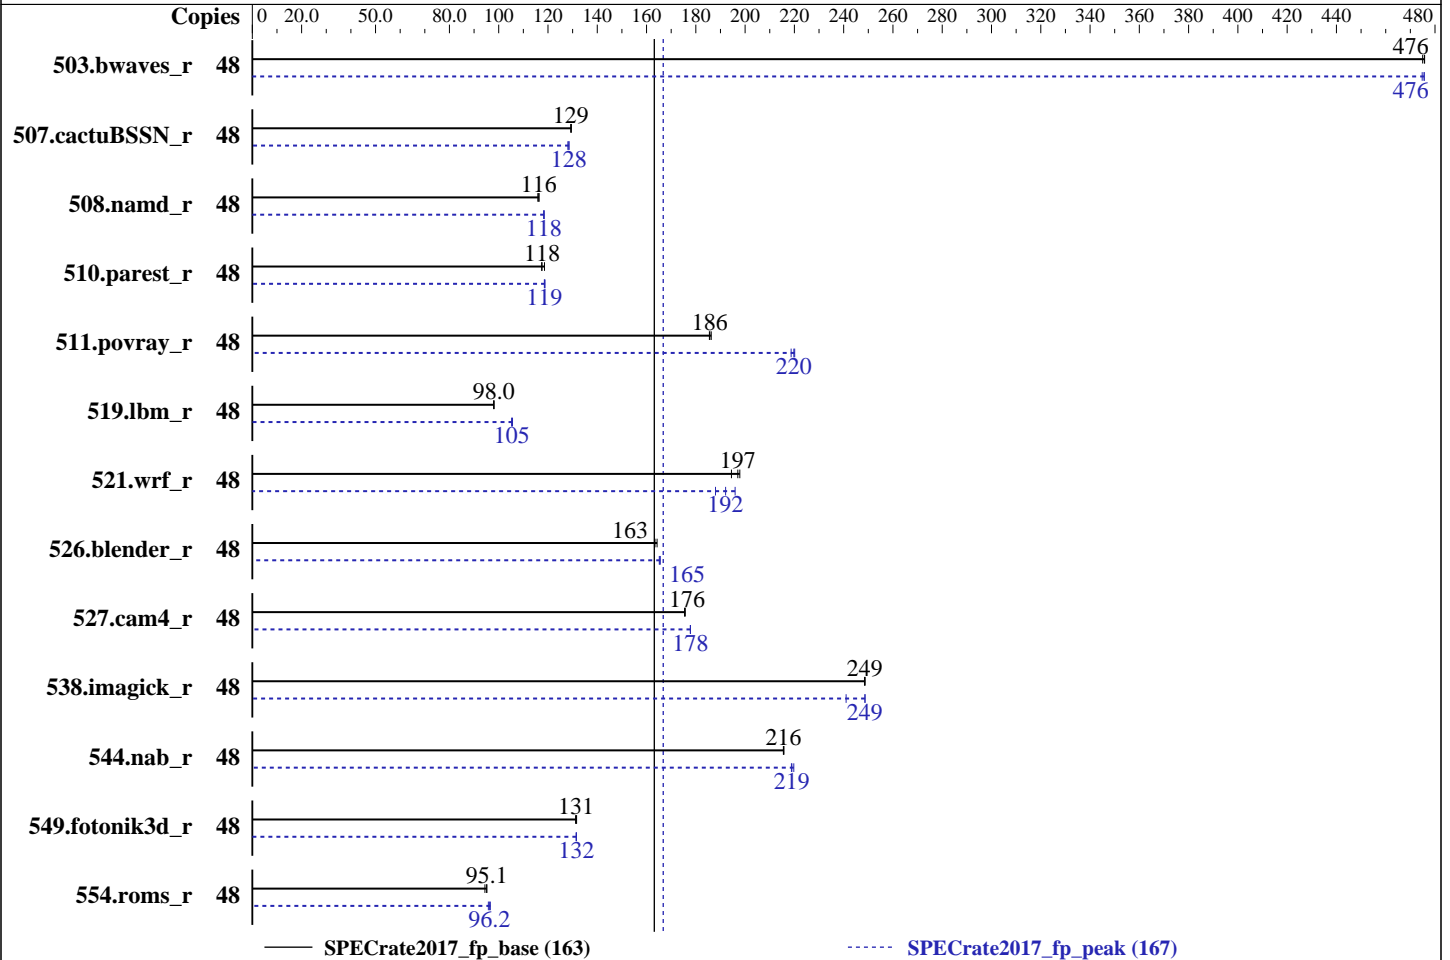 Copies 0 20.0 50.0 80.0 100 120 140 160 180 200 220 240 260 280 300 320 340 360 380 400 420 440 480
476
503.bwaves_r 48
476
129
507.cactuBSSN_r 48
128
116
508.namd_r 48
118
118
510.parest_r 48
119
186
511.povray_r 48
220
98.0
519.lbm_r 48
105
197
521.wrf_r 48
192
163
526.blender_r 48
165
176
527.cam4_r 48
178
249
538.imagick_r 48
249
216
544.nab_r 48
219
131
549.fotonik3d_r 48
132
95.1
554.roms_r 48
96.2
SPECrate2017_fp_base (163) SPECrate2017_fp_peak (167)